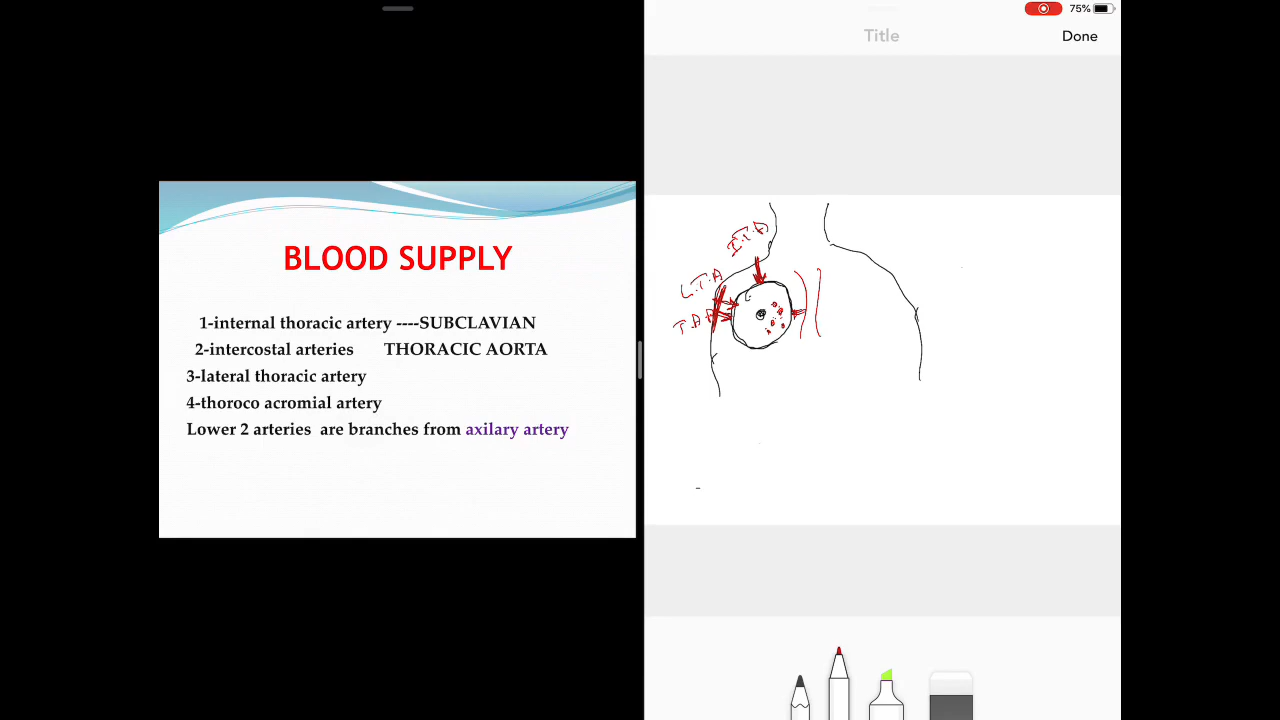 75%
Title
Done
BLOOD SUPPLY
1-internal thoracic artery ----SUBCLAVIAN
2-intercostal arteries THORACIC AORTA
3-lateral thoracic artery
4-thoroco acromial artery
Lower 2 arteries are branches from axilary artery
I.T.A
L.T.A
T.A.A